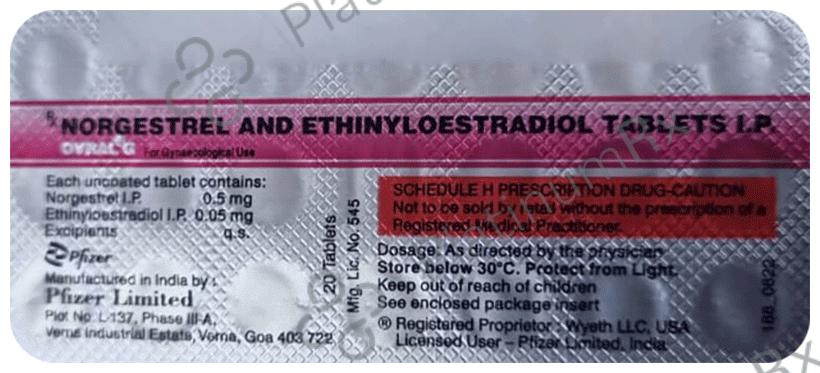 Rx NORGESTREL AND ETHINYLOESTRADIOL TABLETS I.P.
OVRAL G For Gynaecological Use
Each uncoated tablet contains:
Norgestrel I.P. 0.5 mg
Ethinyloestradiol I.P. 0.05 mg
Excipients q.s.
Pfizer
Manufactured in India by :
Pfizer Limited
Plot No. L-137, Phase III-A,
Verna Industrial Estate, Verna, Goa 403 722
20 Tablets
Mfg. Lic. No. 545
SCHEDULE H PRESCRIPTION DRUG-CAUTION
Not to be sold by retail without the prescription of a
Registered Medical Practitioner.
Dosage: As directed by the physician
Store below 30°C. Protect from Light.
Keep out of reach of children
See enclosed package insert
® Registered Proprietor : Wyeth LLC, USA
Licensed User – Pfizer Limited, India
188_0822
PlatinumRx